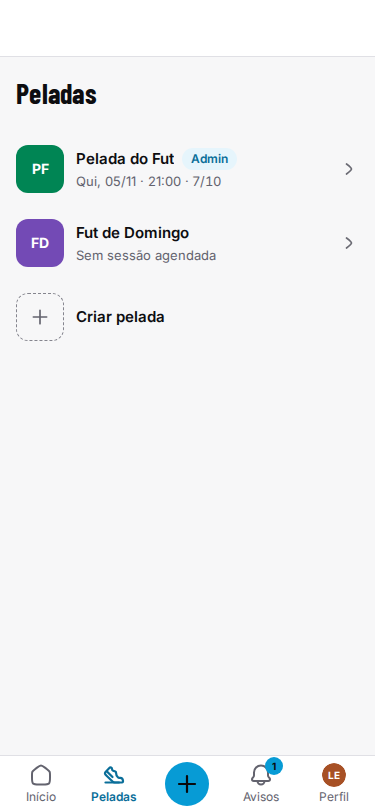 Peladas
PF
Pelada do Fut Admin
Qui, 05/11 · 21:00 · 7/10
FD
Fut de Domingo
Sem sessão agendada
Criar pelada
Início
Peladas
1
Avisos
LE
Perfil